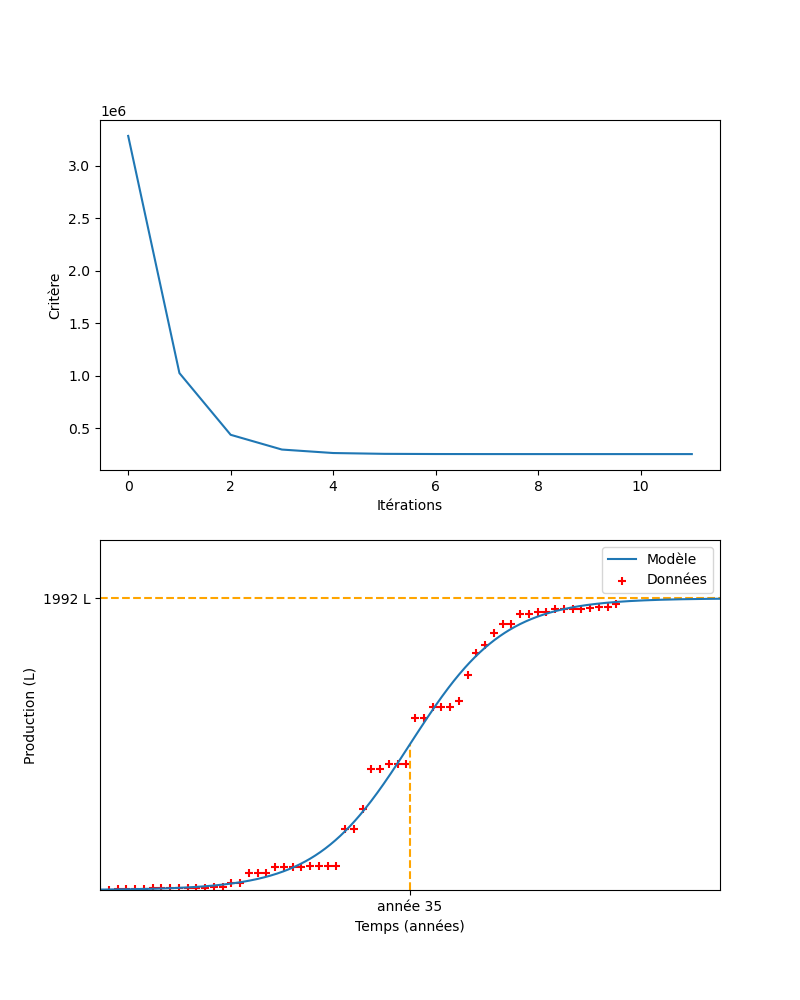 1e6
3.0
2.5
2.0
1.5
1.0
0.5
Critère
0 2 4 6 8 10
Itérations
Modèle
Données
1992 L
Production (L)
année 35
Temps (années)